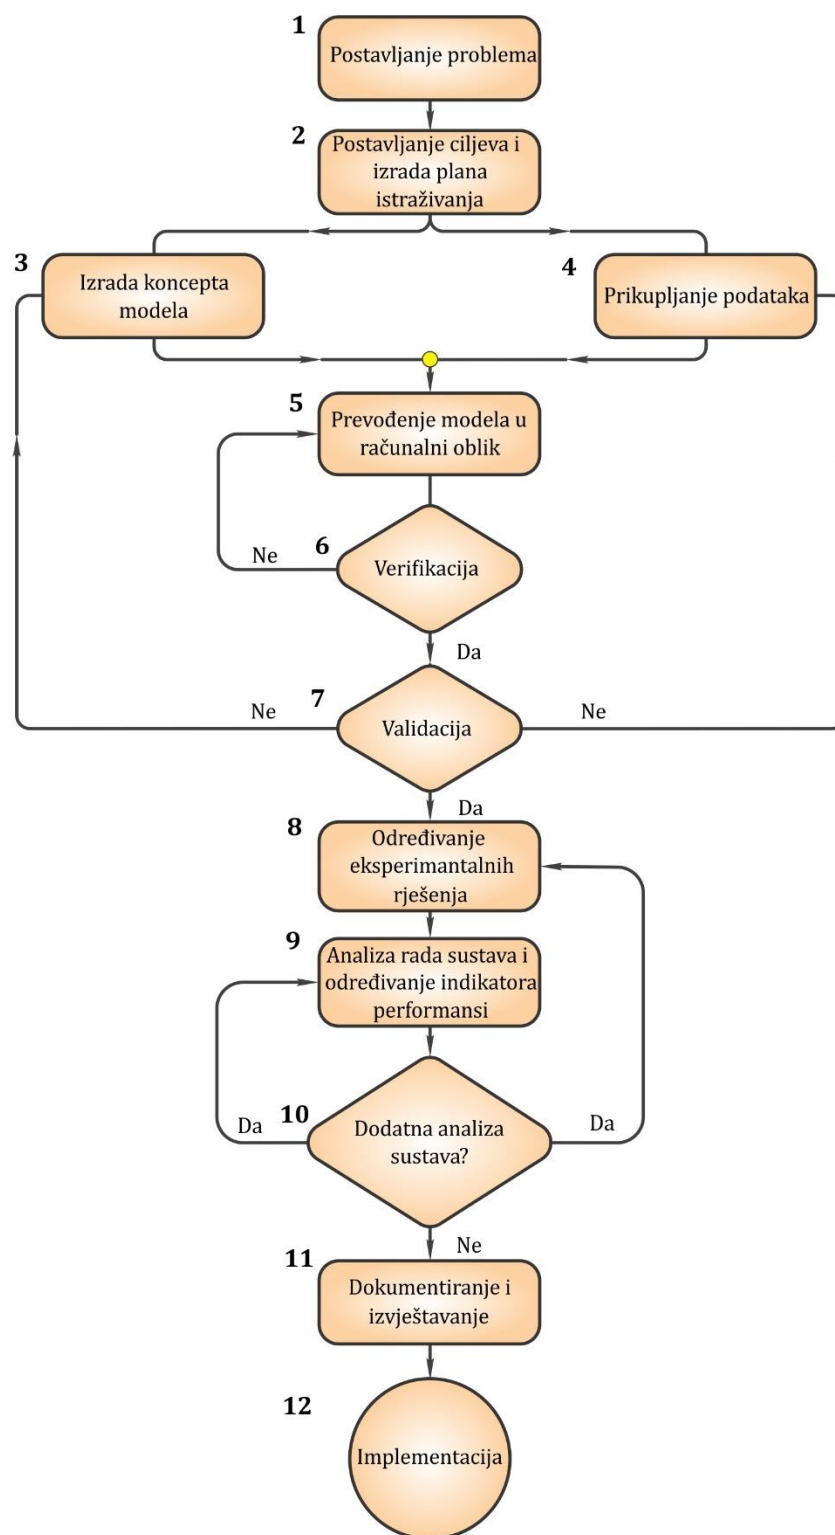 1
Postavljanje problema
2
Postavljanje ciljeva i
izrada plana
istraživanja
3
Izrada koncepta
modela
4
Prikupljanje podataka
5
Prevođenje modela u
računalni oblik
6
Verifikacija
Ne
Da
7
Validacija
Ne
Ne
Da
8
Određivanje
eksperimantalnih
rješenja
9
Analiza rada sustava i
određivanje indikatora
performansi
10
Dodatna analiza
sustava?
Da
Da
Ne
11
Dokumentiranje i
izvještavanje
12
Implementacija